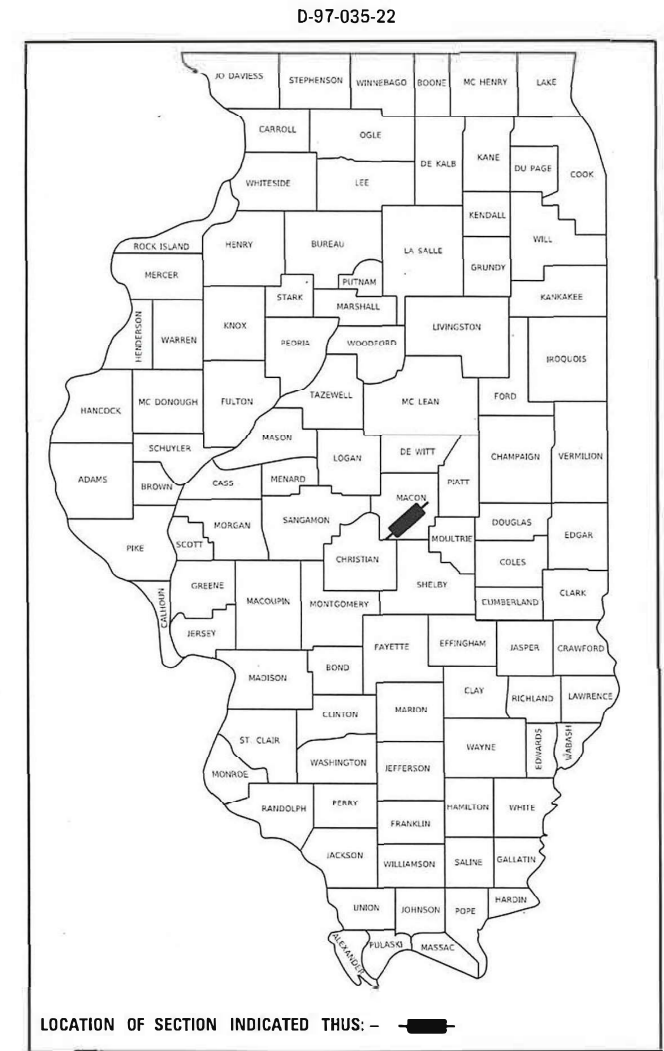 D-97-035-22
JO DAVIESS
STEPHENSON
WINNEBAGO
BOONE
MC HENRY
LAKE
CARROLL
OGLE
DE KALB
KANE
DU PAGE
COOK
WHITESIDE
LEE
KENDALL
WILL
ROCK ISLAND
HENRY
BUREAU
LA SALLE
GRUNDY
MERCER
PUTNAM
STARK
MARSHALL
KANKAKEE
HENDERSON
WARREN
KNOX
PEORIA
WOODFORD
LIVINGSTON
IROQUOIS
HANCOCK
MC DONOUGH
FULTON
TAZEWELL
MC LEAN
FORD
MASON
SCHUYLER
LOGAN
DE WITT
CHAMPAIGN
VERMILION
ADAMS
BROWN
CASS
MENARD
PIATT
MACON
PIKE
SCOTT
MORGAN
SANGAMON
DOUGLAS
MOULTRIE
EDGAR
CHRISTIAN
COLES
CALHOUN
GREENE
MACOUPIN
MONTGOMERY
SHELBY
CUMBERLAND
CLARK
JERSEY
FAYETTE
EFFINGHAM
JASPER
CRAWFORD
MADISON
BOND
CLAY
RICHLAND
LAWRENCE
CLINTON
MARION
ST. CLAIR
WAYNE
EDWARDS
WABASH
MONROE
WASHINGTON
JEFFERSON
RANDOLPH
PERRY
HAMILTON
WHITE
FRANKLIN
JACKSON
WILLIAMSON
SALINE
GALLATIN
UNION
JOHNSON
POPE
HARDIN
ALEXANDER
PULASKI
MASSAC
LOCATION OF SECTION INDICATED THUS: –